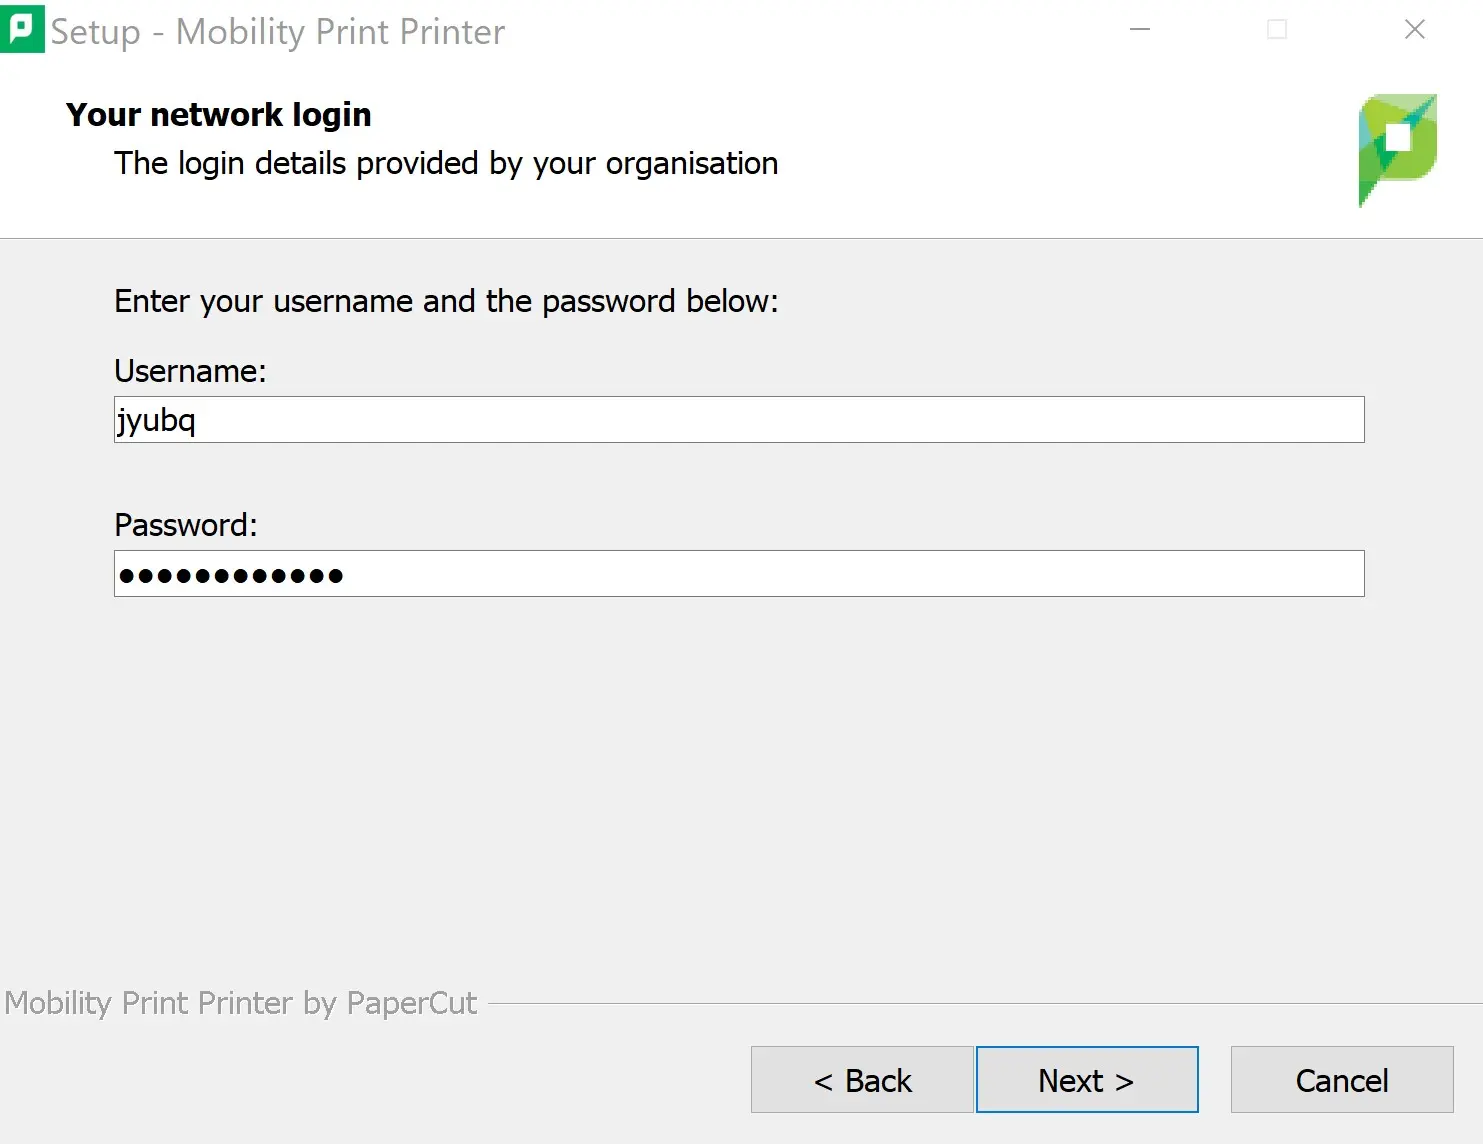 Setup - Mobility Print Printer
Your network login
The login details provided by your organisation
Enter your username and the password below:
Username:
jyubq
Password:
●●●●●●●●●●●●
Mobility Print Printer by PaperCut
< Back
Next >
Cancel